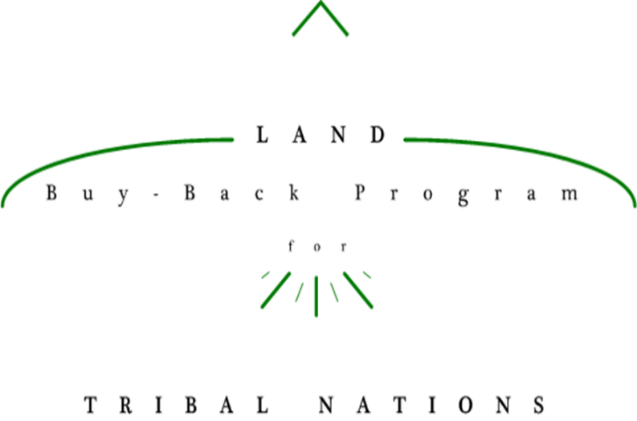 LAND
Buy-Back Program
for
TRIBAL NATIONS